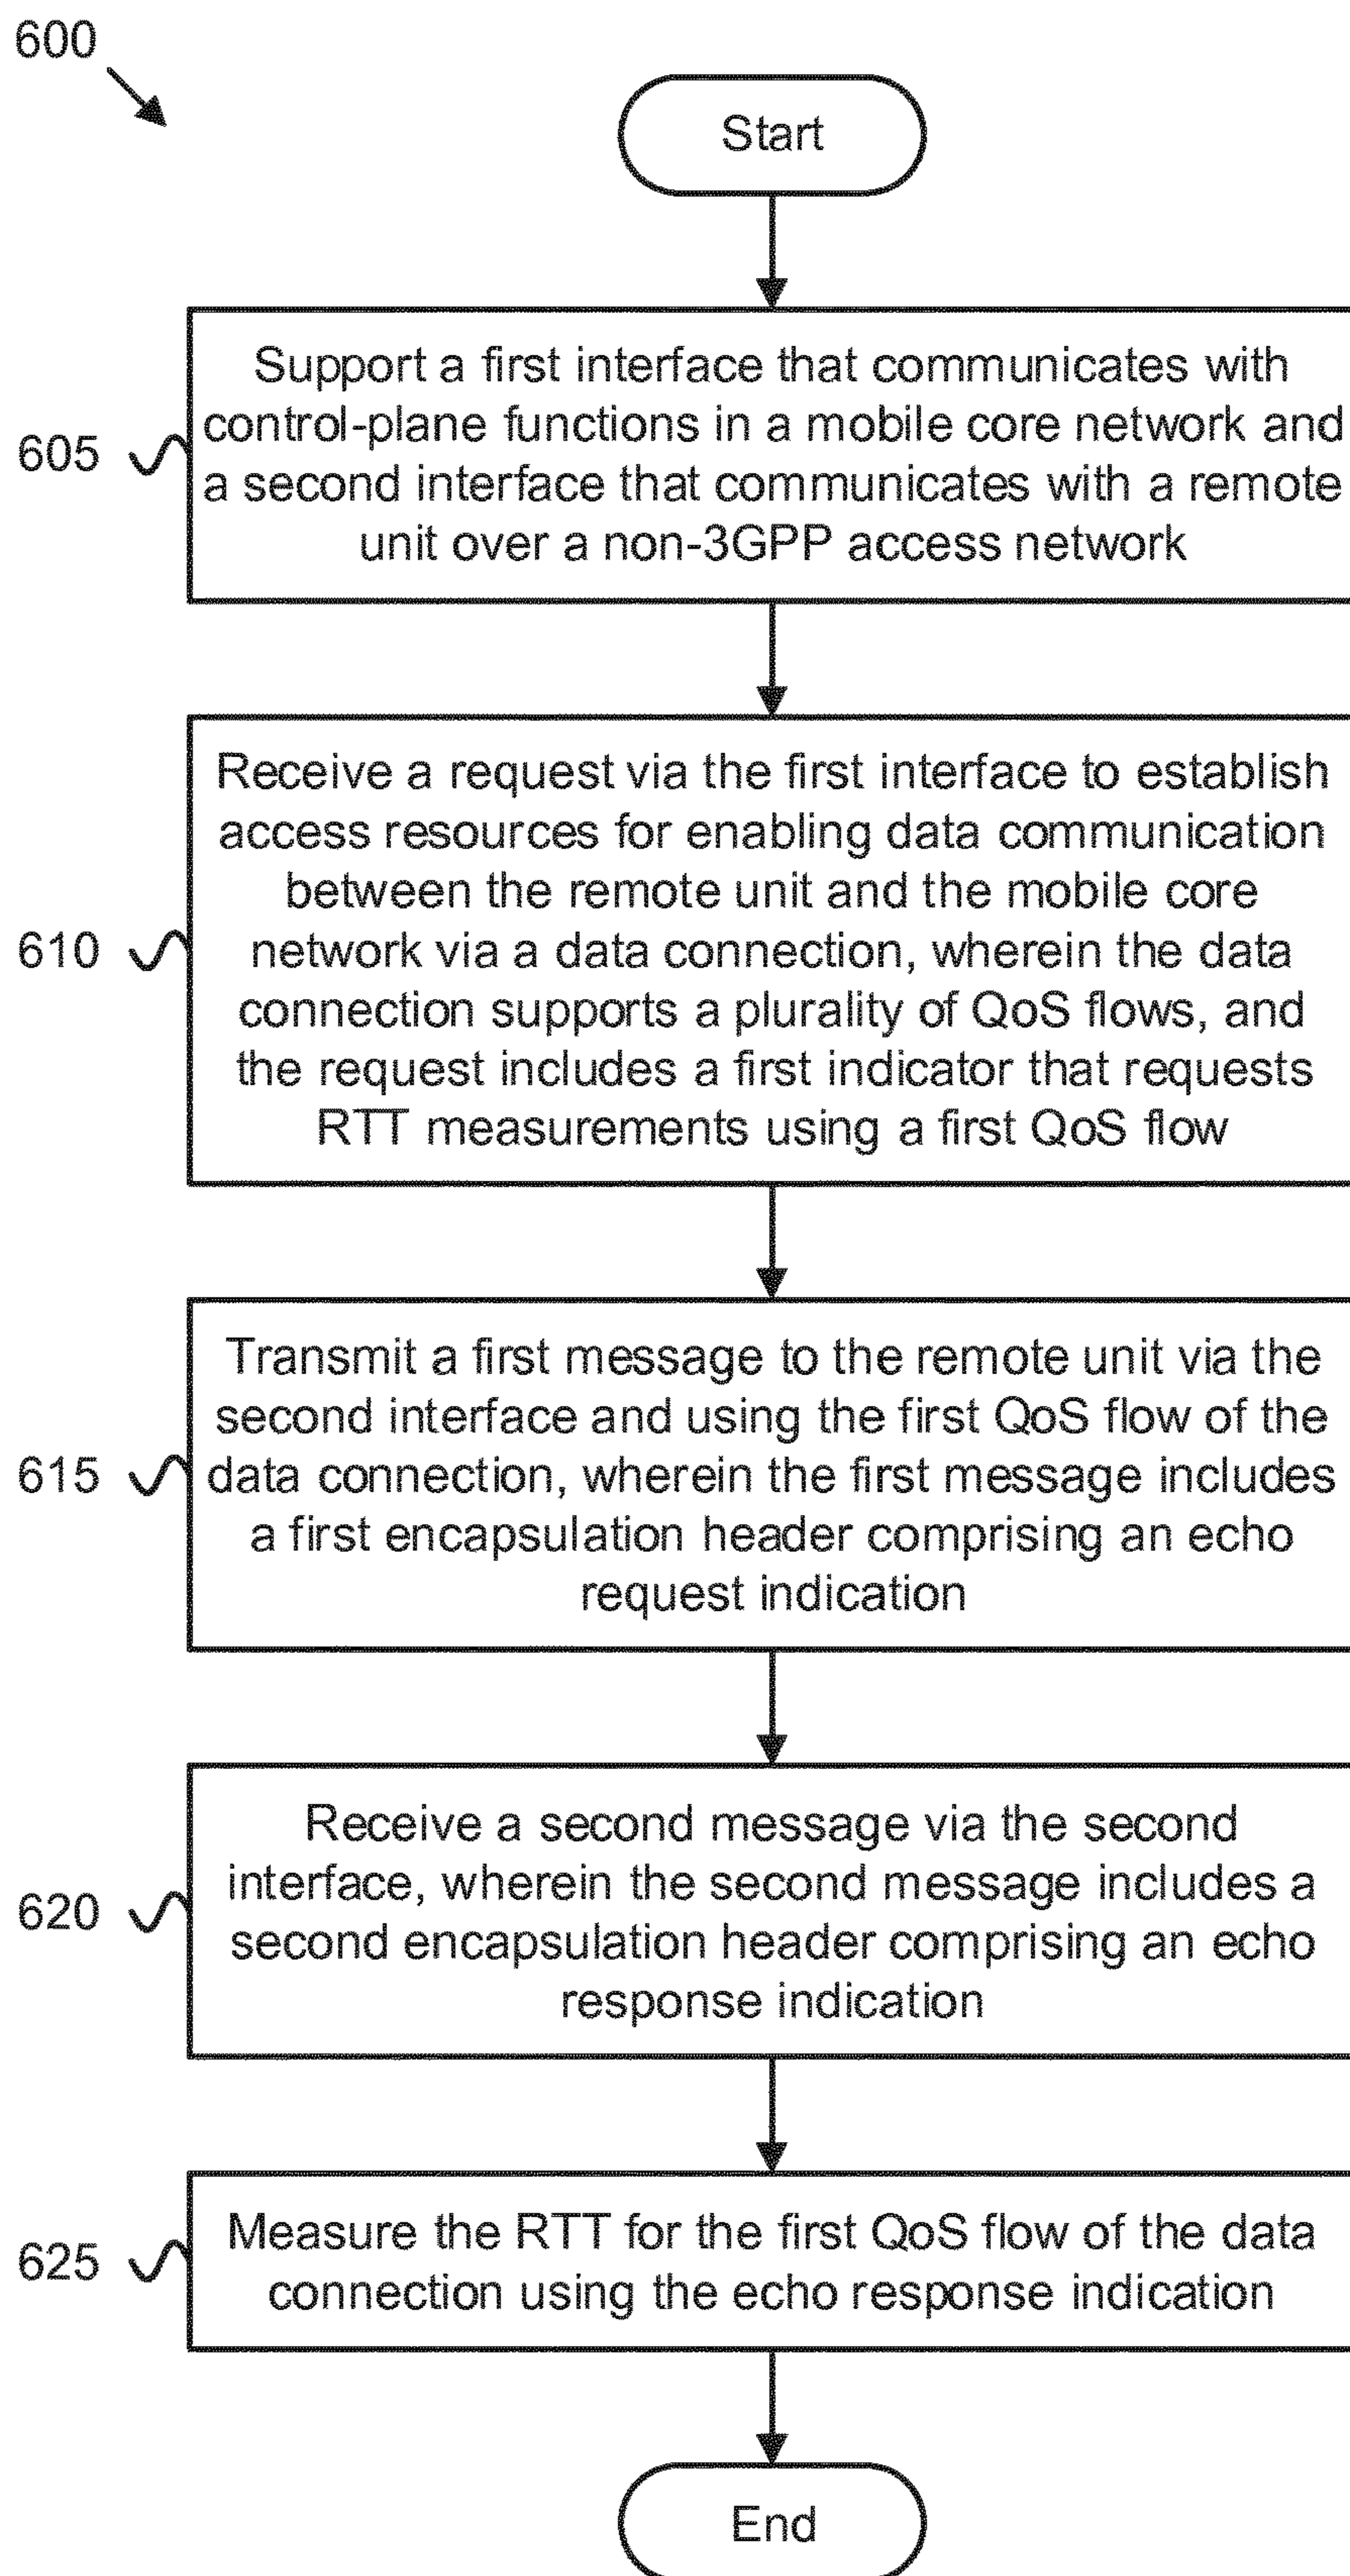 600
Start
605
Support a first interface that communicates with
control-plane functions in a mobile core network and
a second interface that communicates with a remote
unit over a non-3GPP access network
610
Receive a request via the first interface to establish
access resources for enabling data communication
between the remote unit and the mobile core
network via a data connection, wherein the data
connection supports a plurality of QoS flows, and
the request includes a first indicator that requests
RTT measurements using a first QoS flow
615
Transmit a first message to the remote unit via the
second interface and using the first QoS flow of the
data connection, wherein the first message includes
a first encapsulation header comprising an echo
request indication
620
Receive a second message via the second
interface, wherein the second message includes a
second encapsulation header comprising an echo
response indication
625
Measure the RTT for the first QoS flow of the data
connection using the echo response indication
End